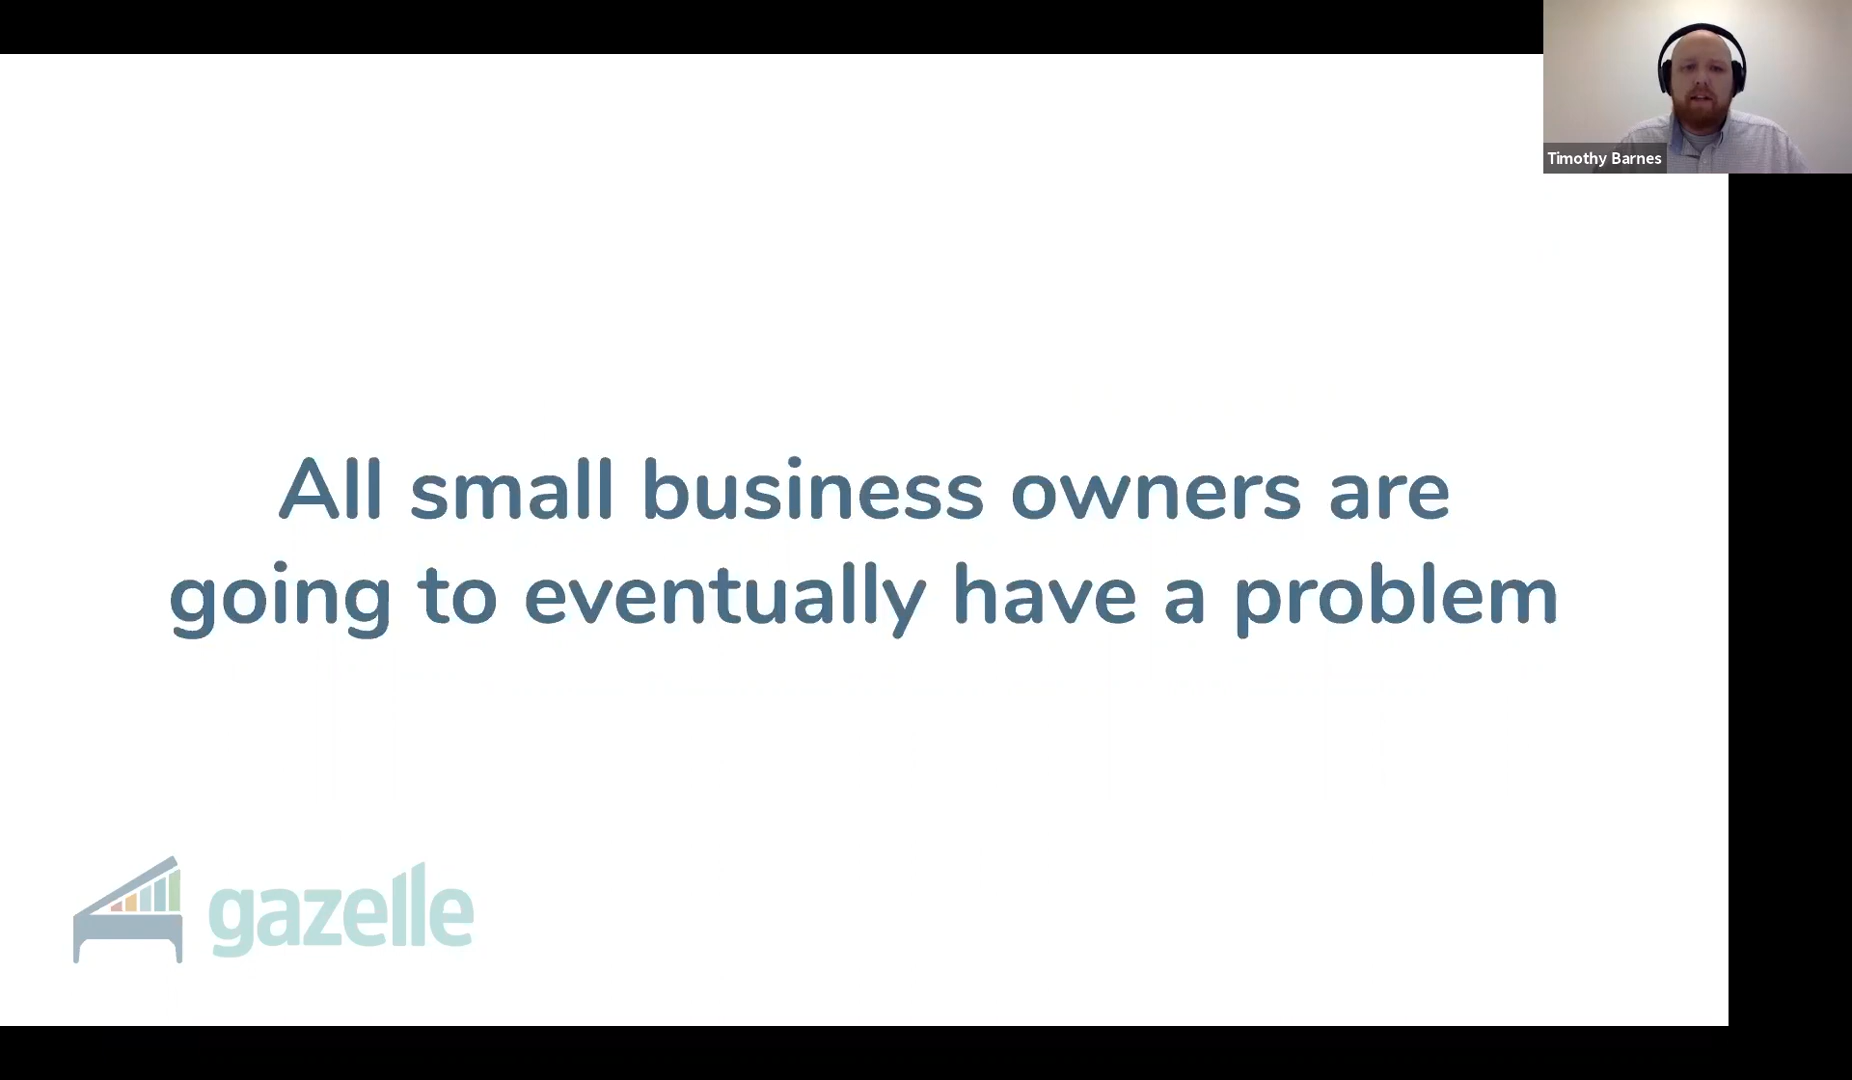 Timothy Barnes
All small business owners are
going to eventually have a problem
gazelle